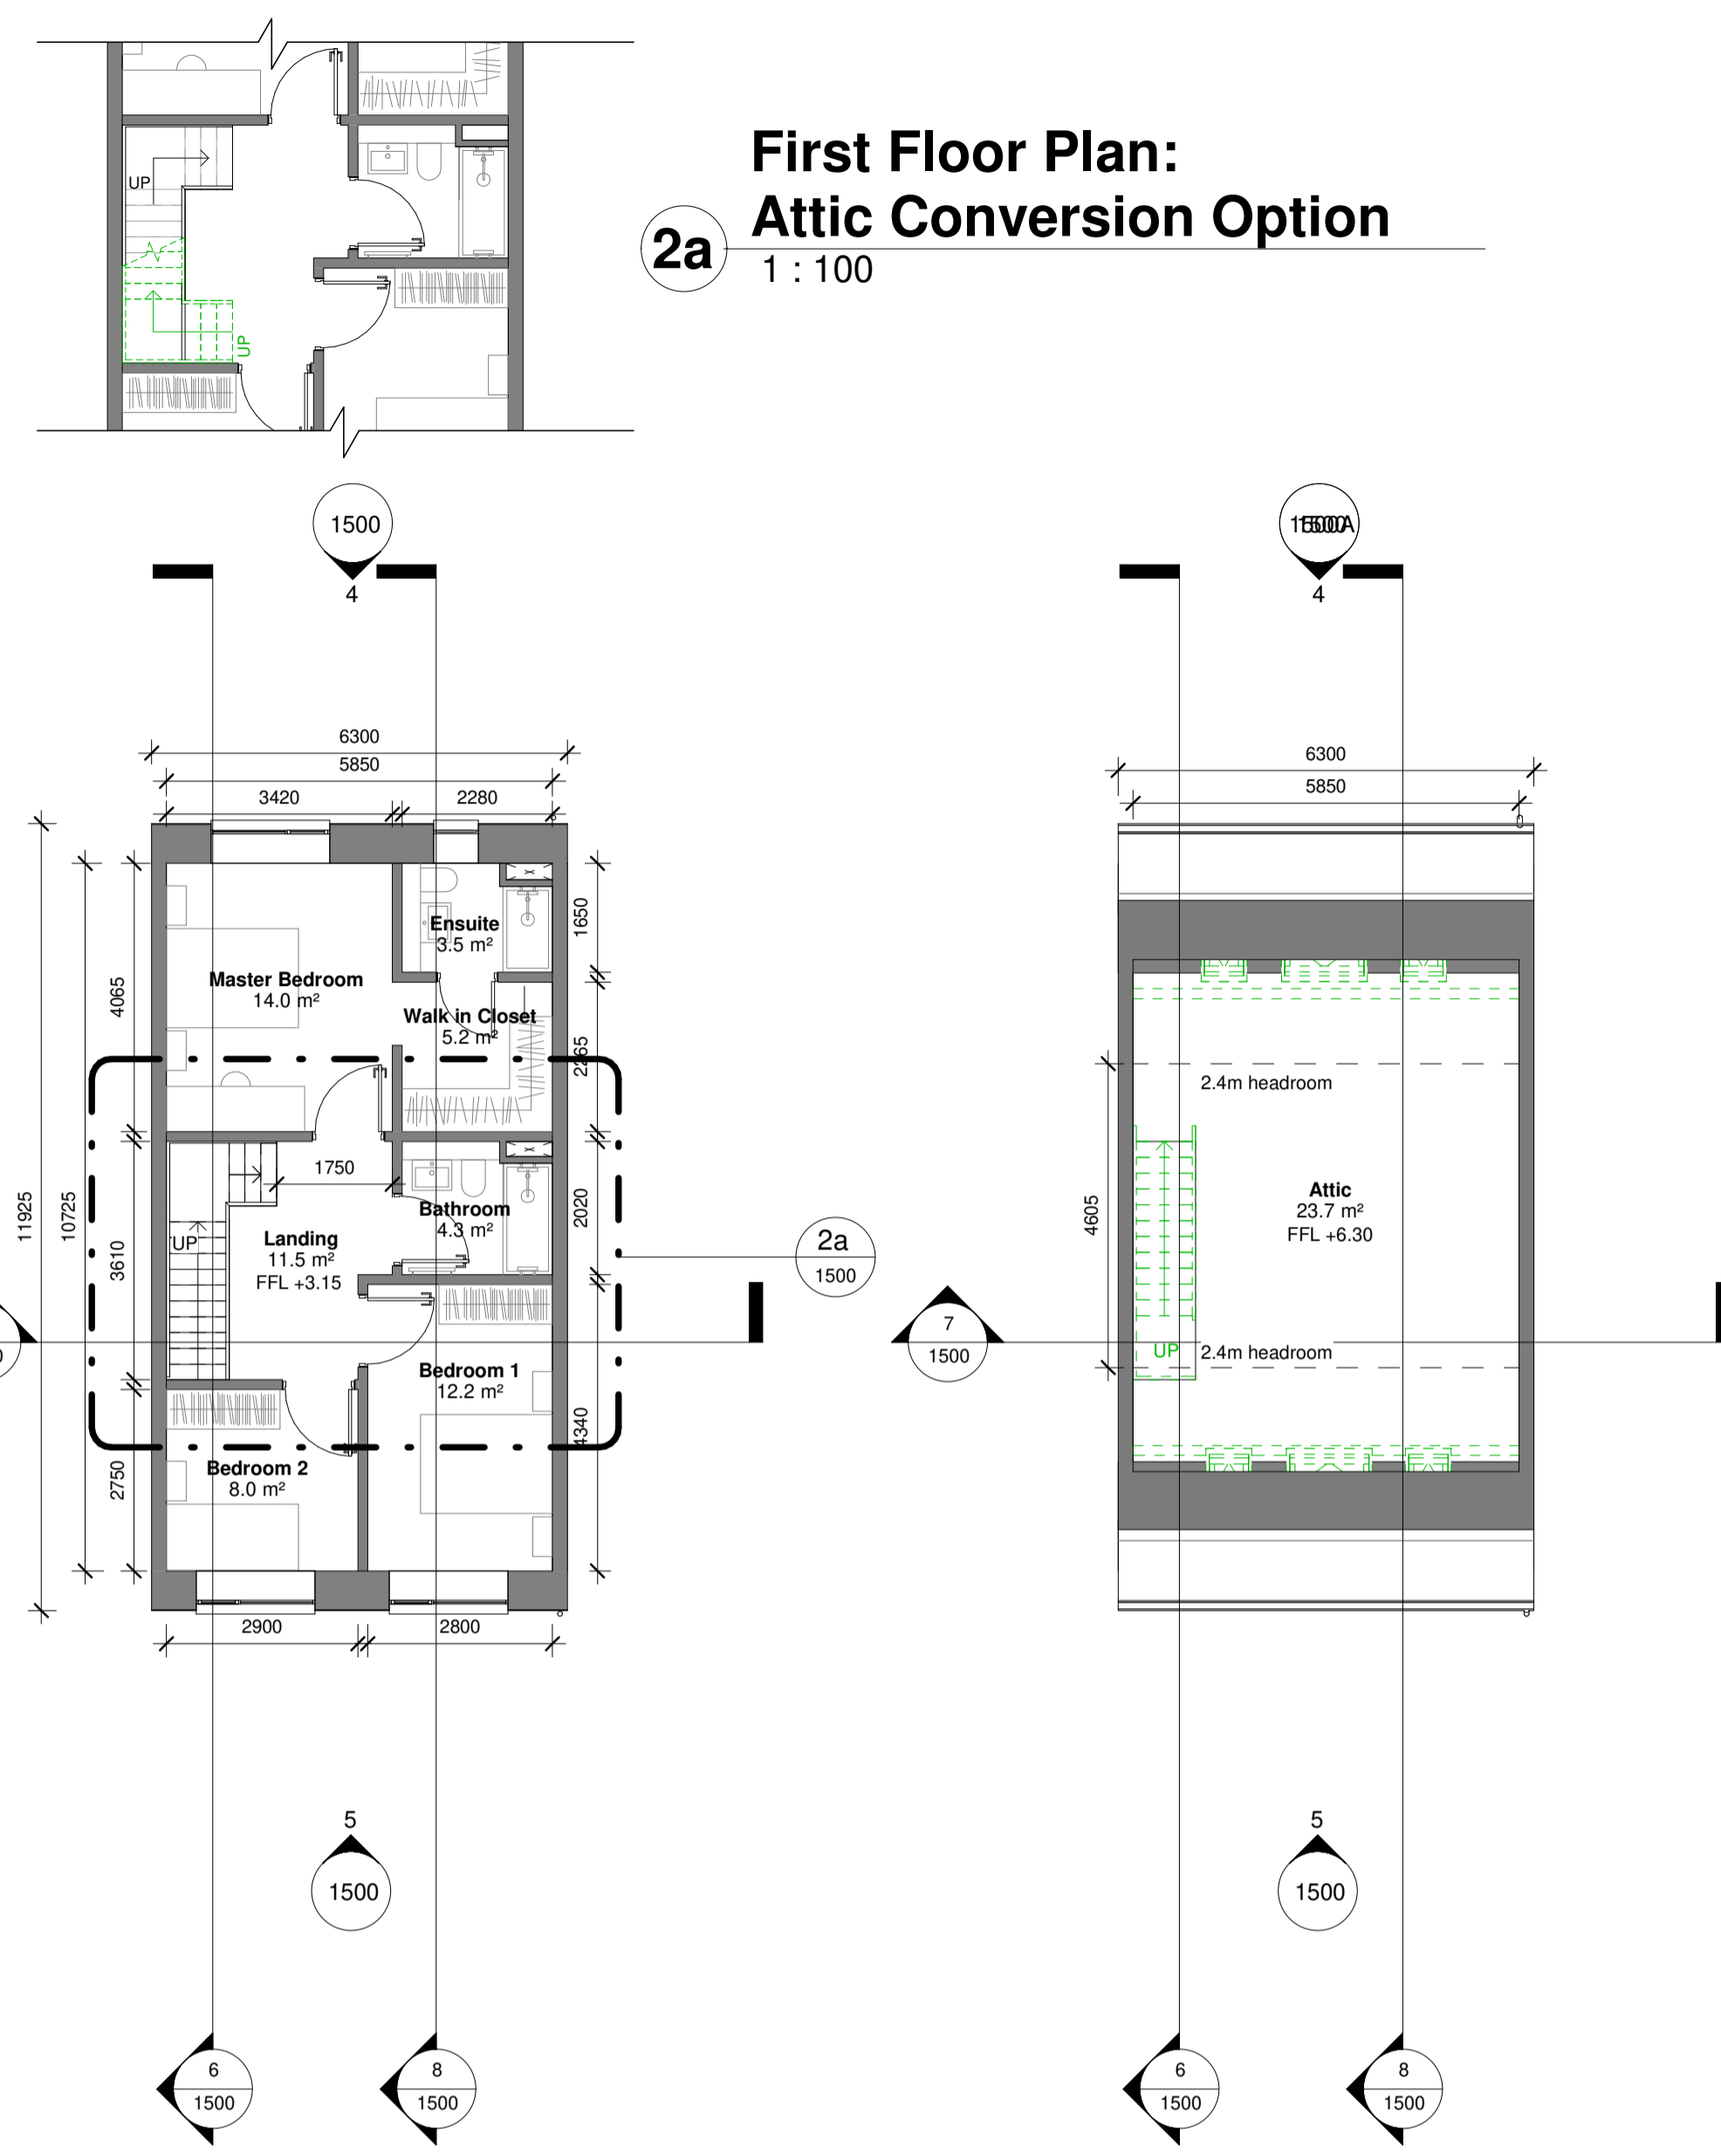 UP
UP
First Floor Plan:
Attic Conversion Option
2a
1 : 100
1500
4
4
6300
5850
3420
2280
11925
10725
4065
3610
2750
1650
2265
2020
4340
Ensuite
3.5 m²
Master Bedroom
14.0 m²
Walk in Closet
5.2 m²
1750
Bathroom
4.3 m²
UP
Landing
11.5 m²
FFL +3.15
Bedroom 1
12.2 m²
Bedroom 2
8.0 m²
2900
2800
2a
1500
6300
5850
2.4m headroom
4605
Attic
23.7 m²
FFL +6.30
7
1500
UP
2.4m headroom
5
1500
5
1500
6
1500
8
1500
6
1500
8
1500